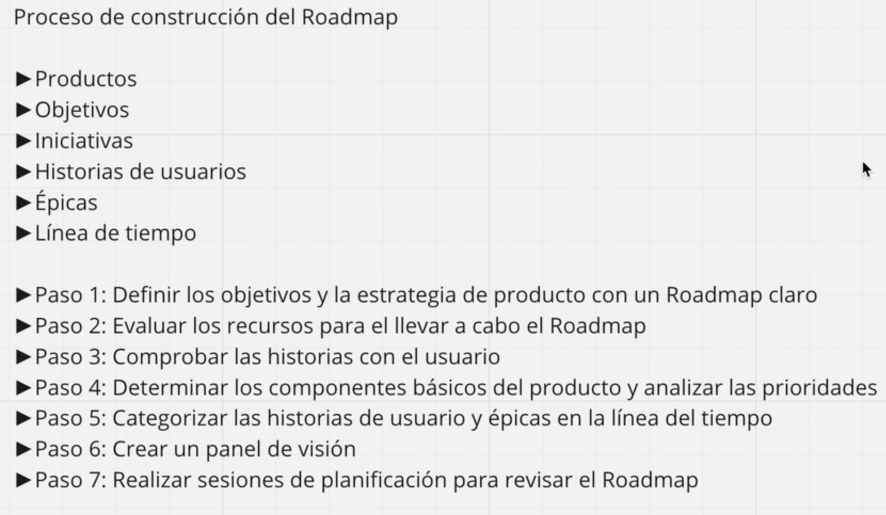 Proceso de construcción del Roadmap
►Productos
►Objetivos
►Iniciativas
►Historias de usuarios
►Épicas
►Línea de tiempo
►Paso 1: Definir los objetivos y la estrategia de producto con un Roadmap claro
►Paso 2: Evaluar los recursos para el llevar a cabo el Roadmap
►Paso 3: Comprobar las historias con el usuario
►Paso 4: Determinar los componentes básicos del producto y analizar las prioridades
►Paso 5: Categorizar las historias de usuario y épicas en la línea del tiempo
►Paso 6: Crear un panel de visión
►Paso 7: Realizar sesiones de planificación para revisar el Roadmap